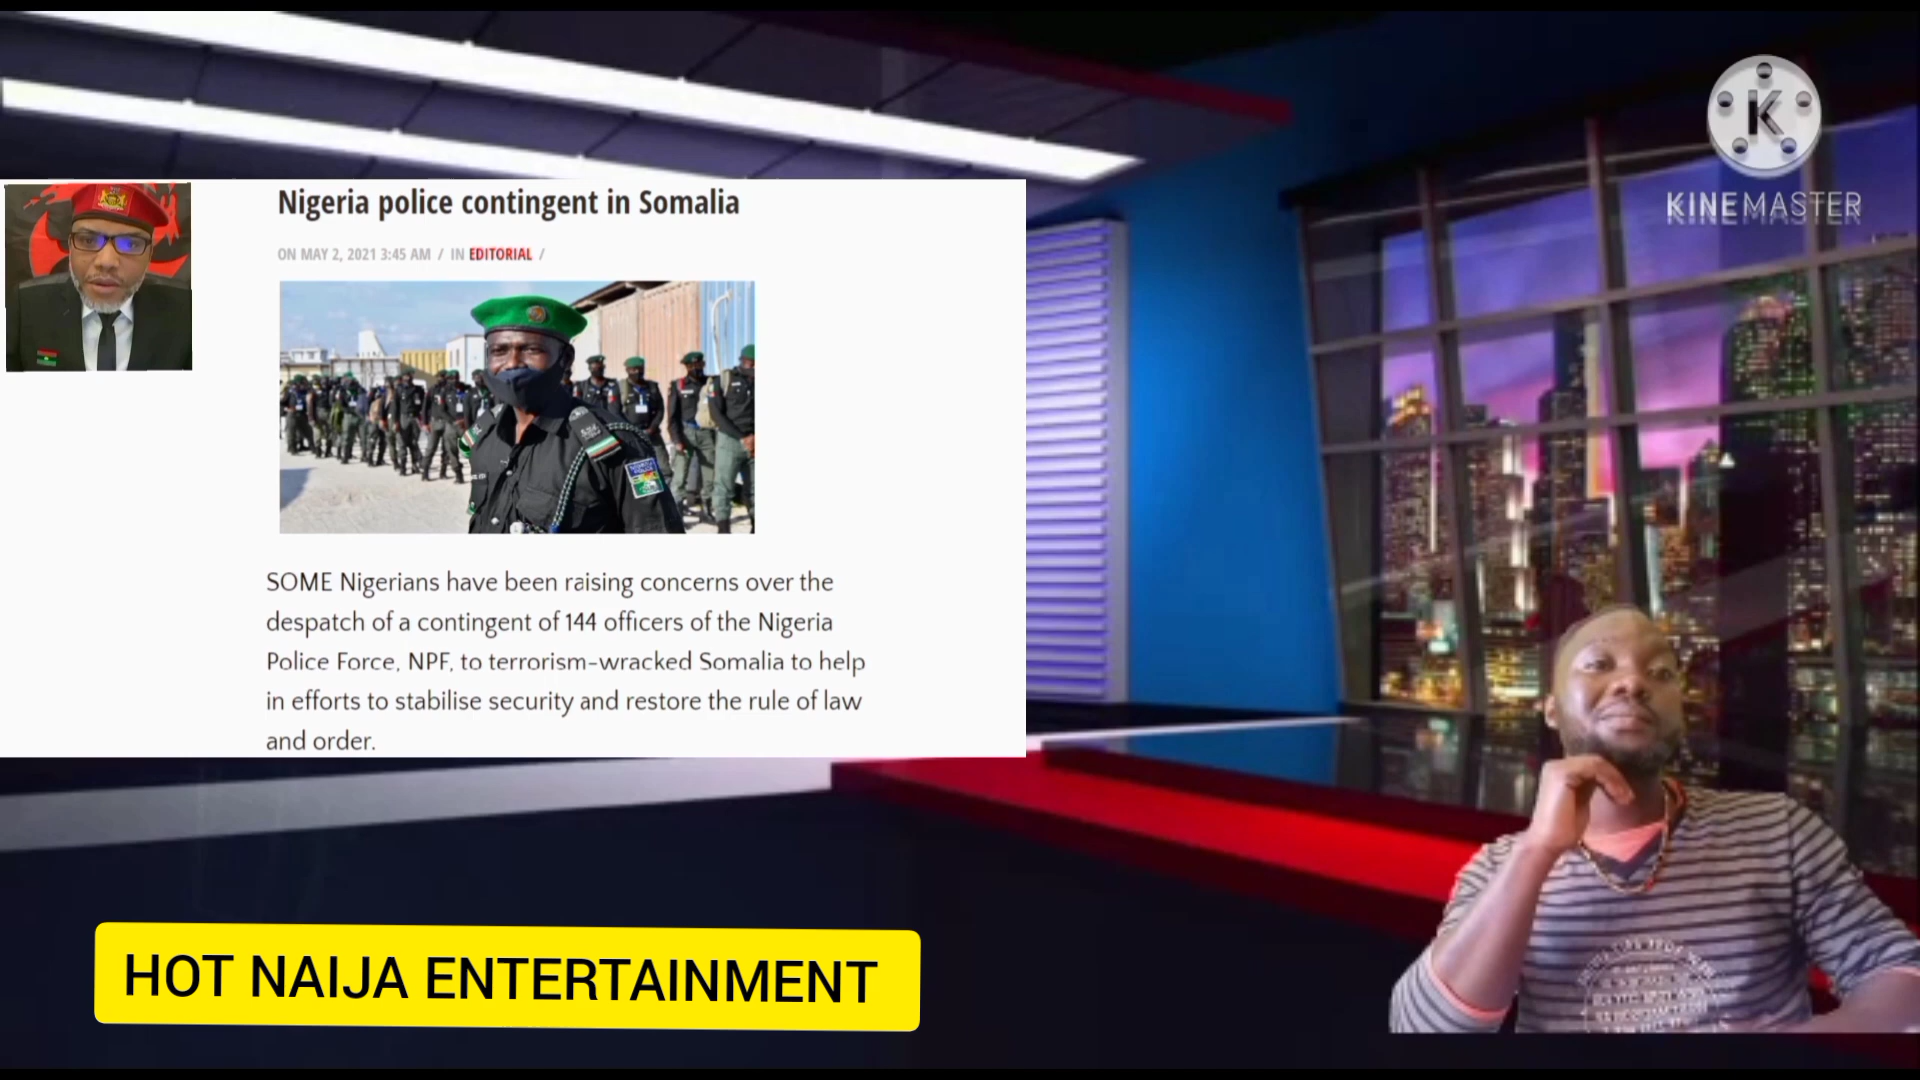 K
KINEMASTER
Nigeria police contingent in Somalia
ON MAY 2, 2021 3:45 AM / IN EDITORIAL /
SOME Nigerians have been raising concerns over the
despatch of a contingent of 144 officers of the Nigeria
Police Force, NPF, to terrorism-wracked Somalia to help
in efforts to stabilise security and restore the rule of law
and order.
HOT NAIJA ENTERTAINMENT